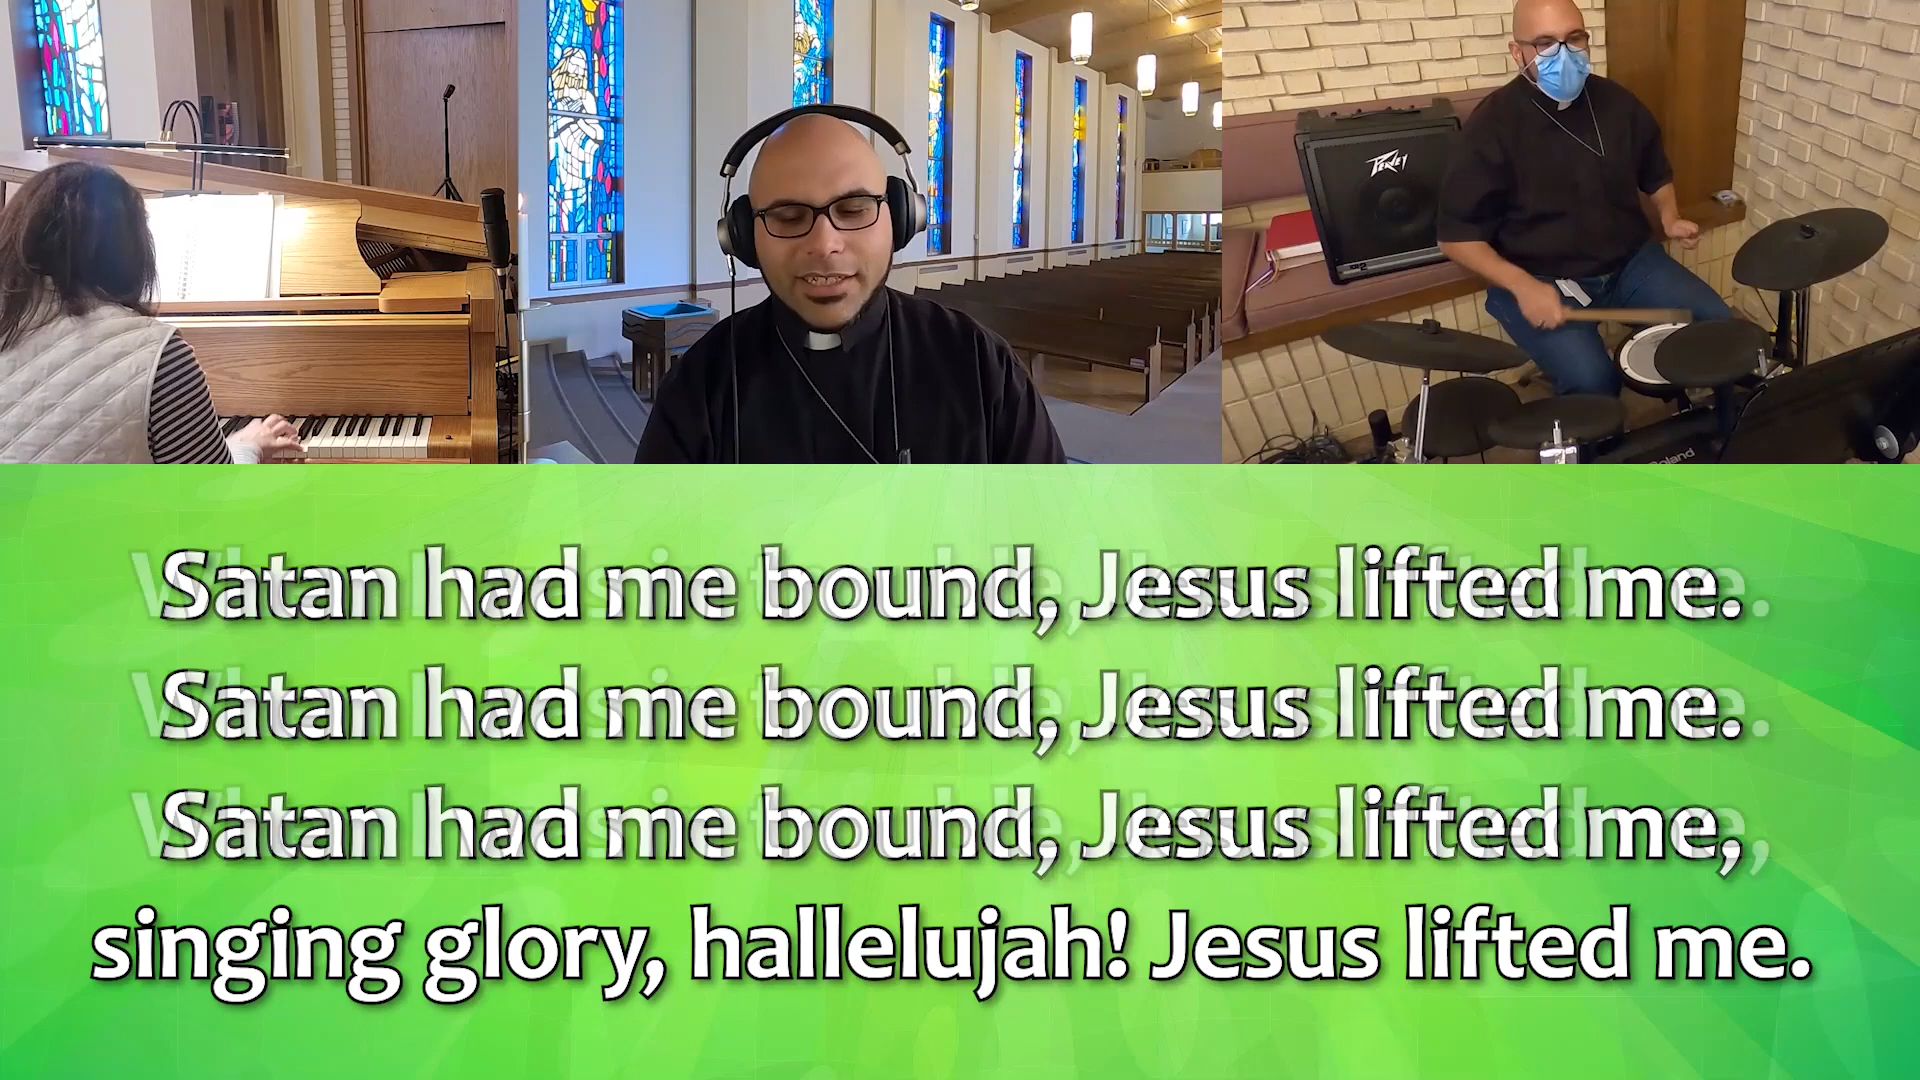 PEAVEY
Roland
Satan had me bound, Jesus lifted me.
Satan had me bound, Jesus lifted me.
Satan had me bound, Jesus lifted me,
singing glory, hallelujah! Jesus lifted me.